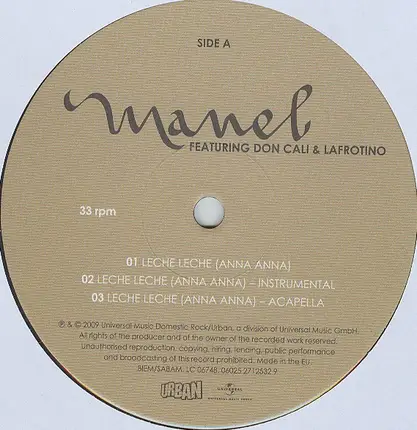 SIDE A
Manel
FEATURING DON CALI & LAFROTINO
33 rpm
01 LECHE LECHE (ANNA ANNA)
02 LECHE LECHE (ANNA ANNA) – INSTRUMENTAL
03 LECHE LECHE (ANNA ANNA) – ACAPELLA
℗ & © 2009 Universal Music Domestic Rock/Urban, a division of Universal Music GmbH.
All rights of the producer and of the owner of the recorded work reserved.
Unauthorised reproduction, copying, hiring, lending, public performance
and broadcasting of this record prohibited. Made in the EU.
BIEM/SABAM. LC 06748. 06025 2712532 9
URBAN
UNIVERSAL